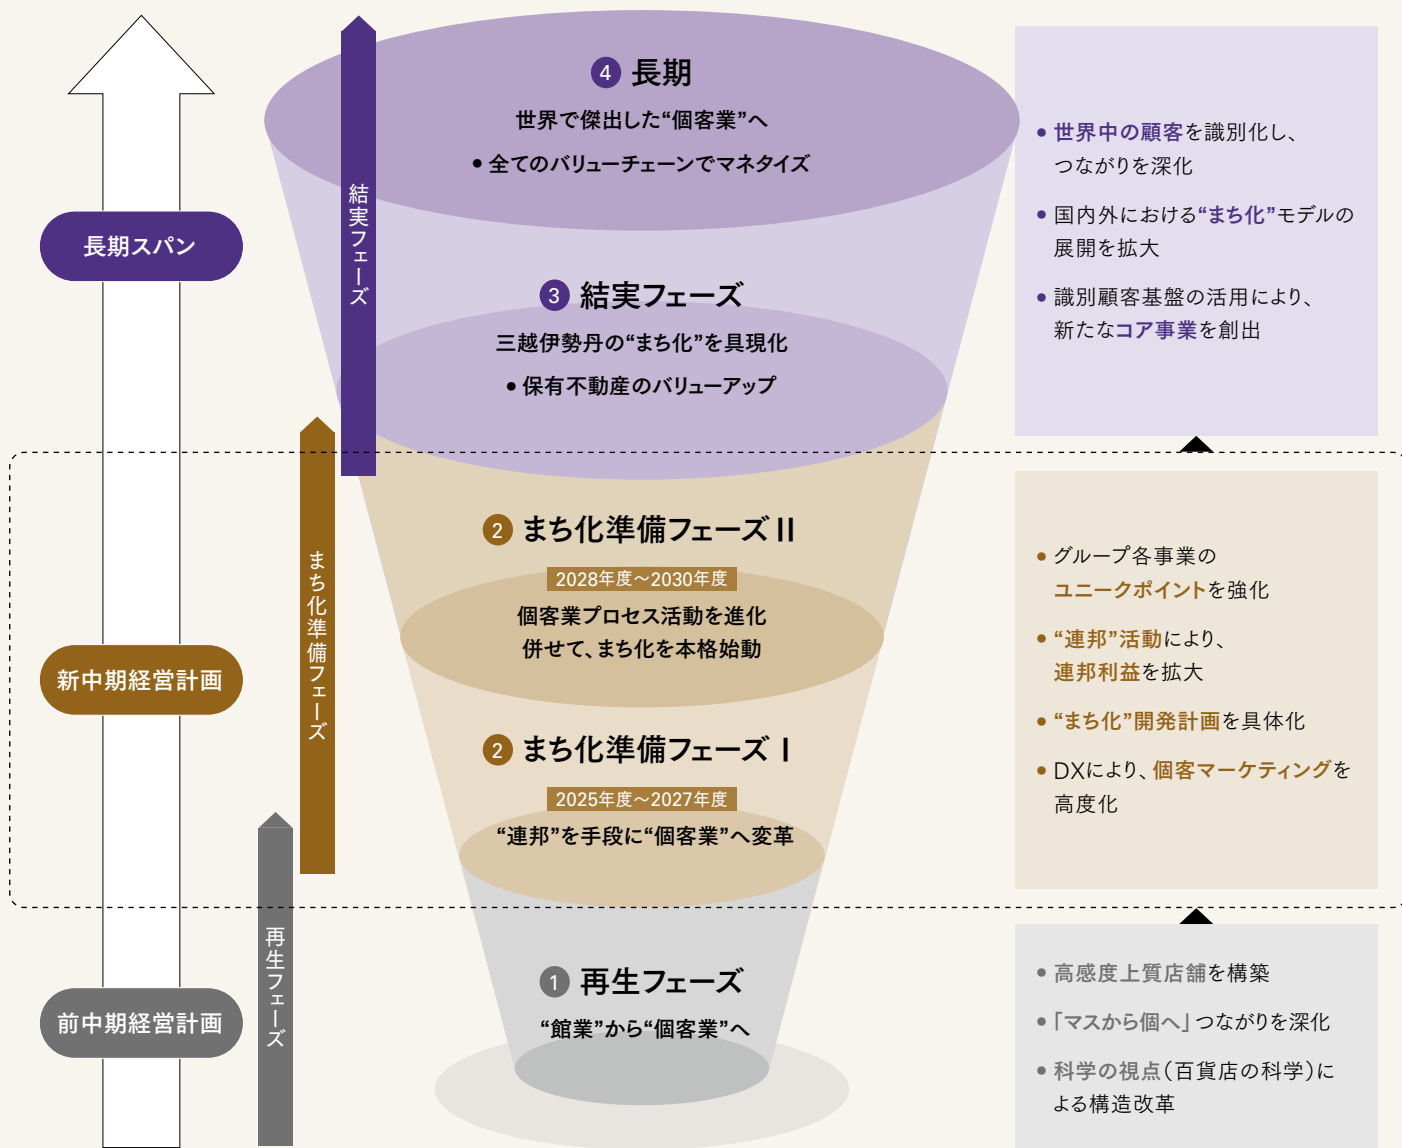 4 長期
世界で傑出した“個客業”へ
● 全てのバリューチェーンでマネタイズ
長期スパン
結実フェーズ
3 結実フェーズ
三越伊勢丹の“まち化”を具現化
● 保有不動産のバリューアップ
● 世界中の顧客を識別化し、
つながりを深化
● 国内外における“まち化”モデルの
展開を拡大
● 識別顧客基盤の活用により、
新たなコア事業を創出
新中期経営計画
まち化準備フェーズ
2 まち化準備フェーズⅡ
2028年度～2030年度
個客業プロセス活動を進化
併せて、まち化を本格始動
2 まち化準備フェーズⅠ
2025年度～2027年度
“連邦”を手段に“個客業”へ変革
● グループ各事業の
ユニークポイントを強化
● “連邦”活動により、
連邦利益を拡大
● “まち化”開発計画を具体化
● DXにより、個客マーケティングを
高度化
前中期経営計画
再生フェーズ
1 再生フェーズ
“館業”から“個客業”へ
● 高感度上質店舗を構築
● 「マスから個へ」つながりを深化
● 科学の視点（百貨店の科学）に
よる構造改革